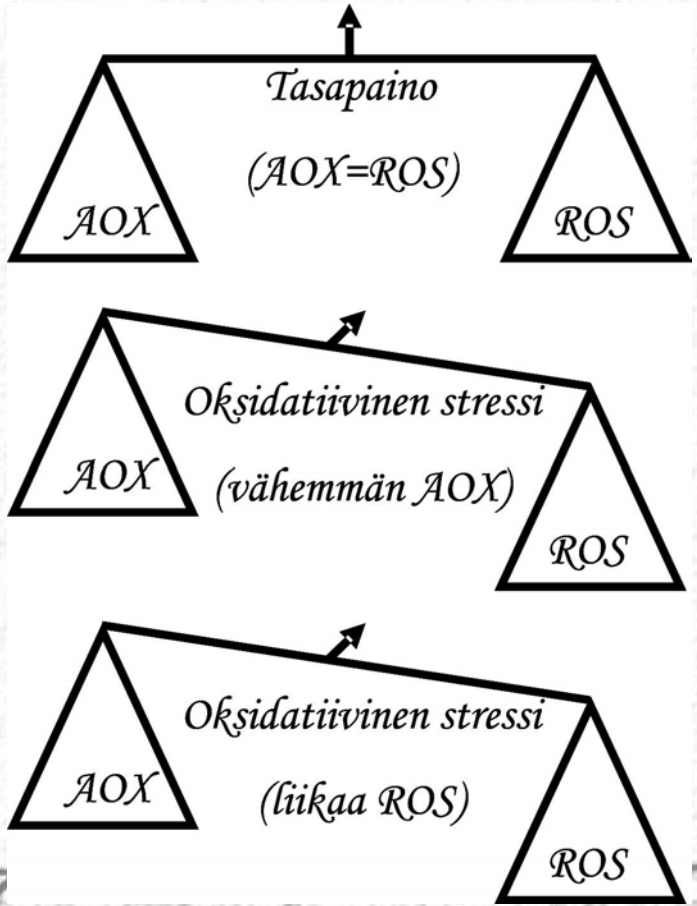 Tasapaino
(AOX=ROS)
AOX
ROS
Oksidatiivinen stressi
(vähemmän AOX)
AOX
ROS
Oksidatiivinen stressi
(liikaa ROS)
AOX
ROS